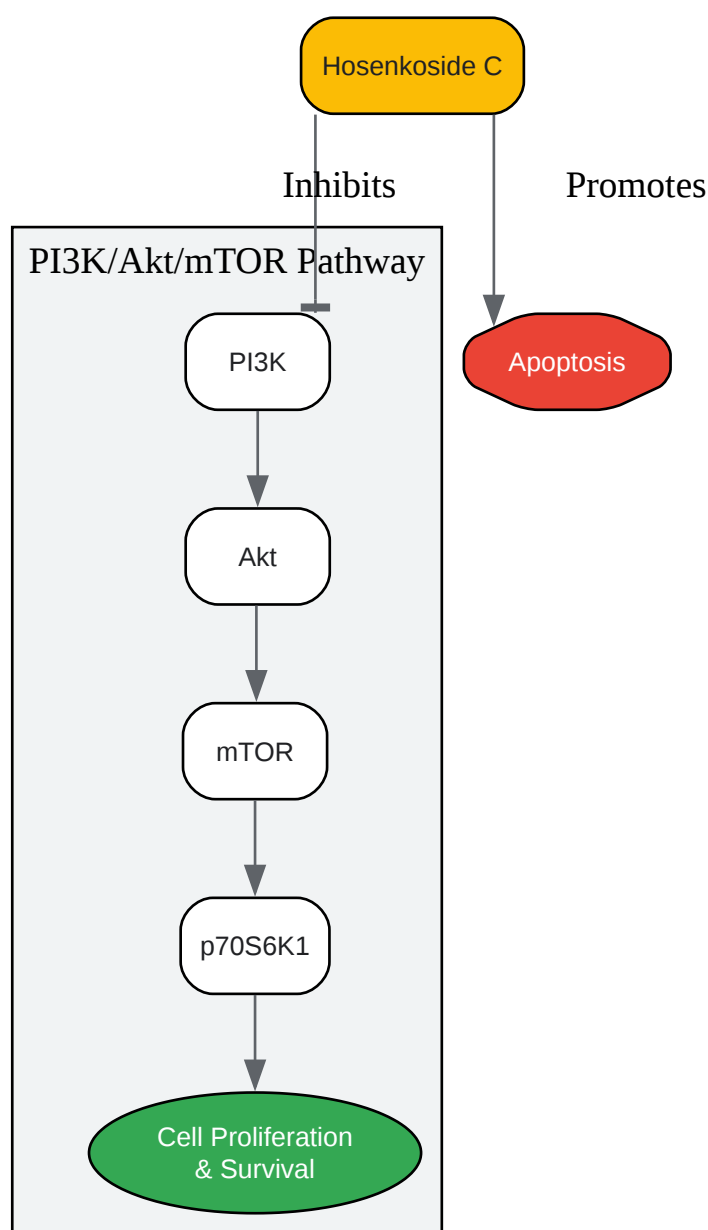 Hosenkoside C
Inhibits
Promotes
PI3K/Akt/mTOR Pathway
PI3K
Apoptosis
Akt
mTOR
p70S6K1
Cell Proliferation
& Survival